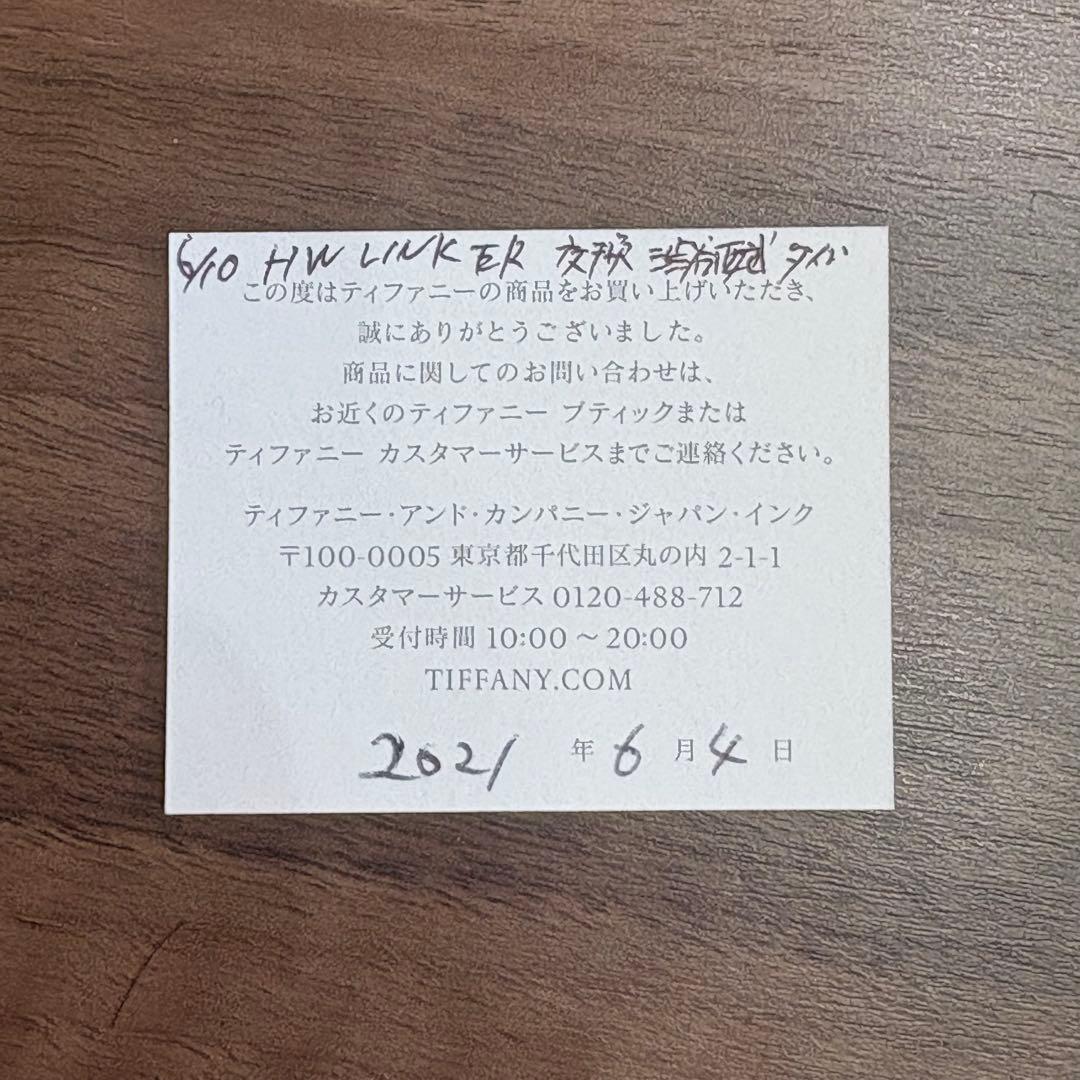 6/10 HW LINK ER 交換 渋谷西武
この度はティファニーの商品をお買い上げいただき、
誠にありがとうございました。
商品に関してのお問い合わせは、
お近くのティファニー ブティックまたは
ティファニー カスタマーサービスまでご連絡ください。
ティファニー・アンド・カンパニー・ジャパン・インク
〒100-0005 東京都千代田区丸の内 2-1-1
カスタマーサービス 0120-488-712
受付時間 10:00 ～ 20:00
TIFFANY.COM
2021 年 6 月 4 日